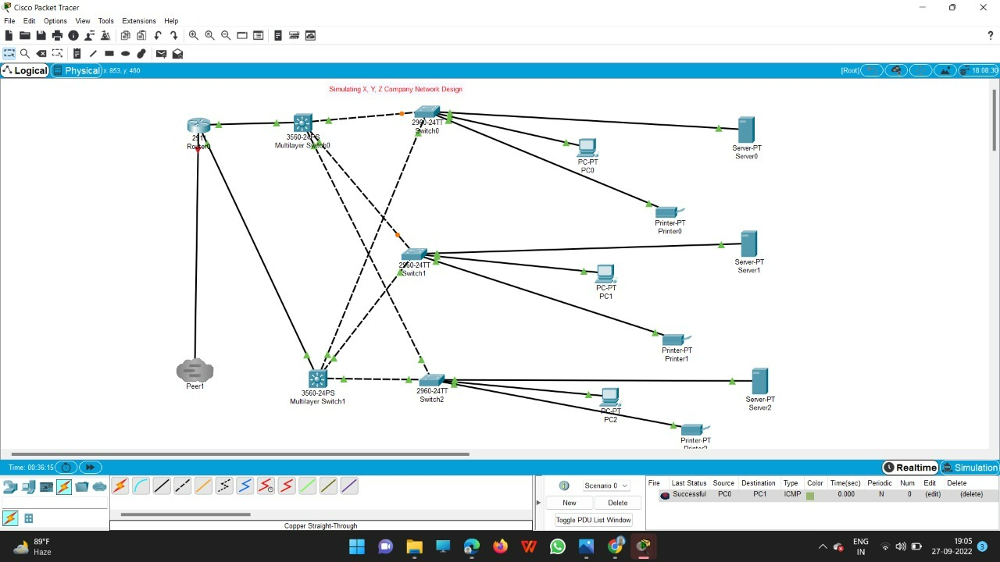 Cisco Packet Tracer
File Edit Options View Tools Extensions Help
?
Logical Physical x: 853, y: 460 [Root] 18:08:30
Simulating X, Y, Z Company Network Design
2960-24TT
Switch0
Router0
3560-24PS
Multilayer Switch0
PC-PT
PC0
Server-PT
Server0
Printer-PT
Printer0
2960-24TT
Switch1
Server-PT
Server1
PC-PT
PC1
Printer-PT
Printer1
Peer1
3560-24PS
Multilayer Switch1
2960-24TT
Switch2
Server-PT
Server2
PC-PT
PC2
Printer-PT
Printer2
Time: 00:36:15 Realtime Simulation
Scenario 0
New Delete
Toggle PDU List Window
Fire Last Status Source Destination Type Color Time(sec) Periodic Num Edit Delete
Successful PC0 PC1 ICMP 0.000 N 0 (edit) (delete)
Copper Straight-Through
89°F
Haze
ENG
IN
19:05
27-09-2022
3